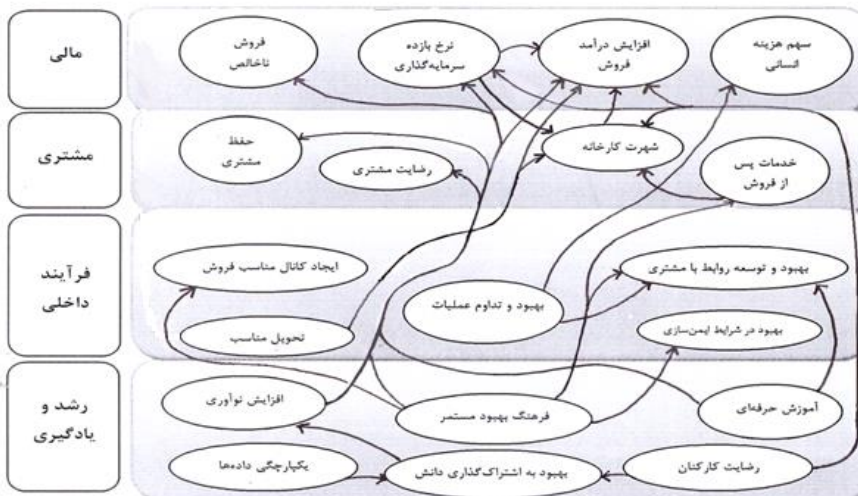 مالی
فروش
ناخالص
نرخ بازده
سرمایه‌گذاری
افزایش درآمد
فروش
سهم هزینه
انسانی
مشتری
حفظ
مشتری
رضایت مشتری
شهرت کارخانه
خدمات پس
از فروش
فرآیند
داخلی
ایجاد کانال مناسب فروش
تحویل مناسب
بهبود و تداوم عملیات
بهبود و توسعه روابط با مشتری
بهبود در شرایط ایمن‌سازی
رشد و
یادگیری
افزایش نوآوری
یکپارچگی داده‌ها
فرهنگ بهبود مستمر
بهبود به اشتراک‌گذاری دانش
آموزش حرفه‌ای
رضایت کارکنان